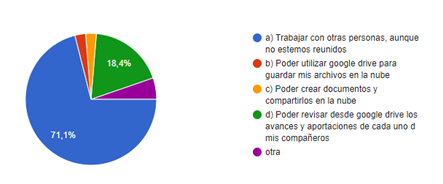 18,4%
71,1%
a) Trabajar con otras personas, aunque
no estemos reunidos
b) Poder utilizar google drive para
guardar mis archivos en la nube
c) Poder crear documentos y
compartirlos en la nube
d) Poder revisar desde google drive los
avances y aportaciones de cada uno d
mis compañeros
otra